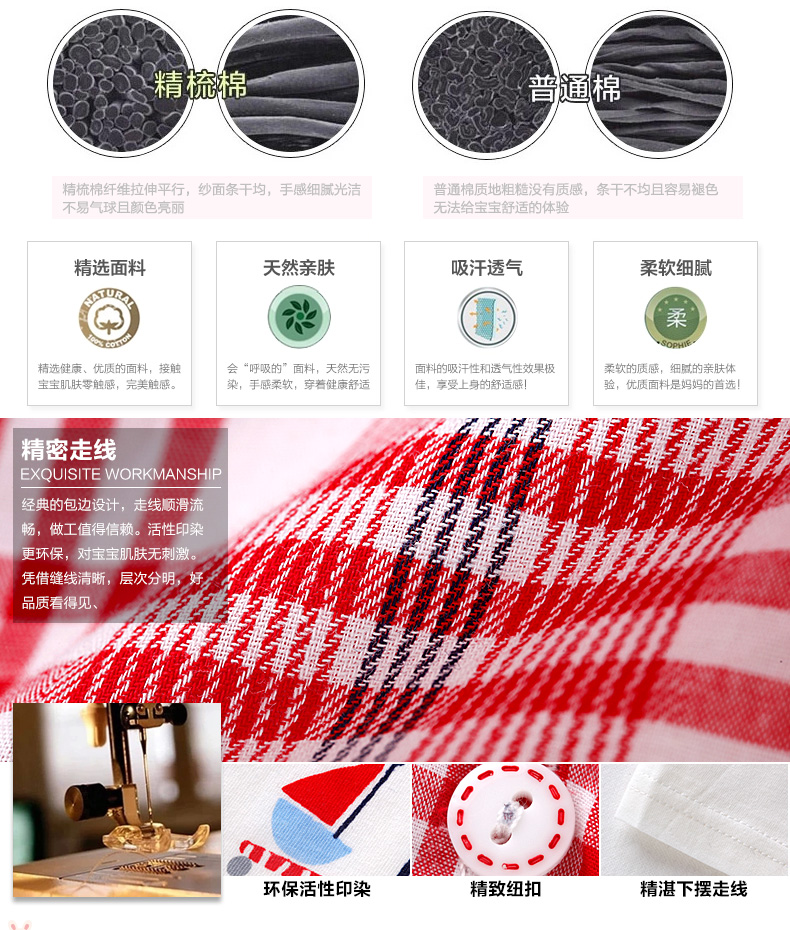 精梳棉
普通棉
精梳棉纤维拉伸平行，纱面条干均，手感细腻光洁
不易气球且颜色亮丽
普通棉质地粗糙没有质感，条干不均且容易褪色
无法给宝宝舒适的体验
精选面料
NATURAL
100% COTTON
精选健康、优质的面料，接触
宝宝肌肤零触感，完美触感。
天然亲肤
会“呼吸的”面料，天然无污
染，手感柔软，穿着健康舒适
吸汗透气
面料的吸汗性和透气性效果极
佳，享受上身的舒适感！
柔软细腻
柔
·SOPHIE·
柔软的质感，细腻的亲肤体
验，优质面料是妈妈的首选！
精密走线
EXQUISITE WORKMANSHIP
经典的包边设计，走线顺滑流
畅，做工值得信赖。活性印染
更环保，对宝宝肌肤无刺激。
凭借缝线清晰，层次分明，好
品质看得见、
环保活性印染
精致纽扣
精湛下摆走线